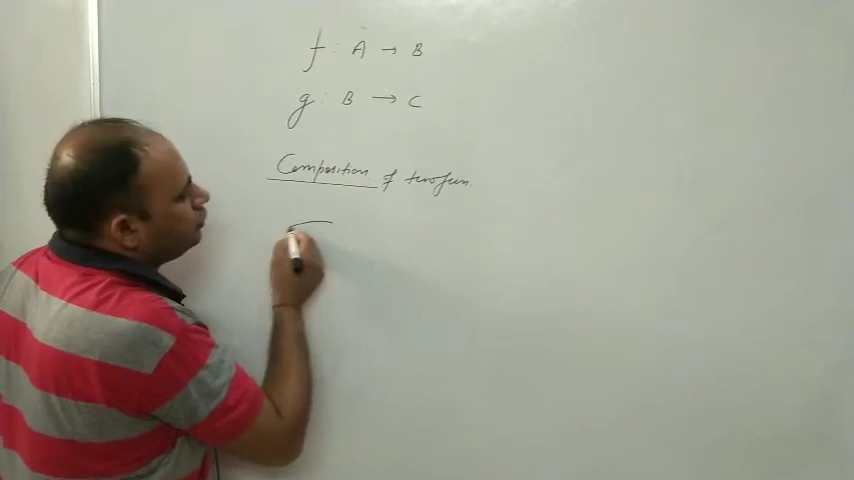 f : A → B
g : B → C
Composition of two fun.